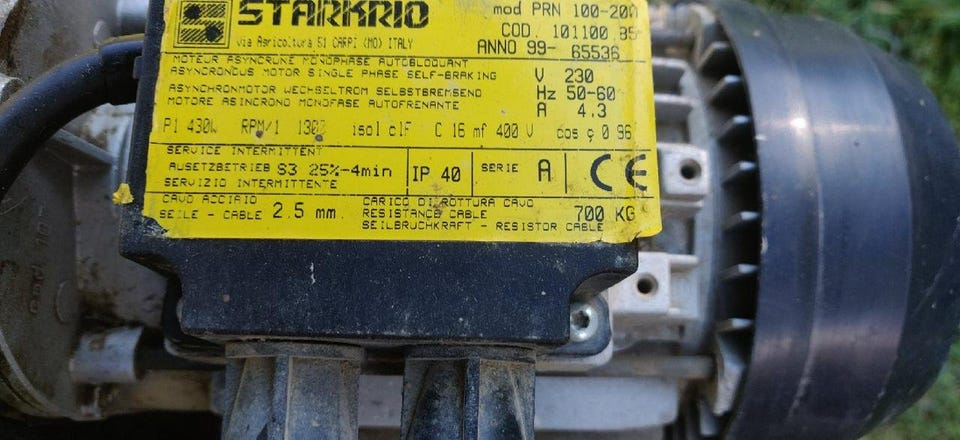 STARKRIO
Via Agricoltura 51 CARPI (MO) ITALY
mod PRN 100-20A
COD. 101100.85
ANNO 99- 65536
MOTEUR ASYNCRONE MONOPHASE AUTOBLOQUANT
ASYNCRONOUS MOTOR SINGLE PHASE SELF-BRAKING
ASYNCHRONMOTOR WECHSELTROM SELBSTBREMSEND
MOTORE ASINCRONO MONOFASE AUTOFRENANTE
V 230
Hz 50-60
A 4.3
P1 430W RPM/1 isol clF C 16 mf 400 V cos φ 0 96
SERVICE INTERMITTENT
AUSETZBETRIEB S3 25%-4min
SERVIZIO INTERMITTENTE
IP 40
SERIE A
CE
CAVO ACCIAIO
SEILE - CABLE 2.5 mm
CARICO DI ROTTURA CAVO
RESISTANCE CABLE
SEILBRUCHKRAFT - RESISTOR CABLE
700 KG